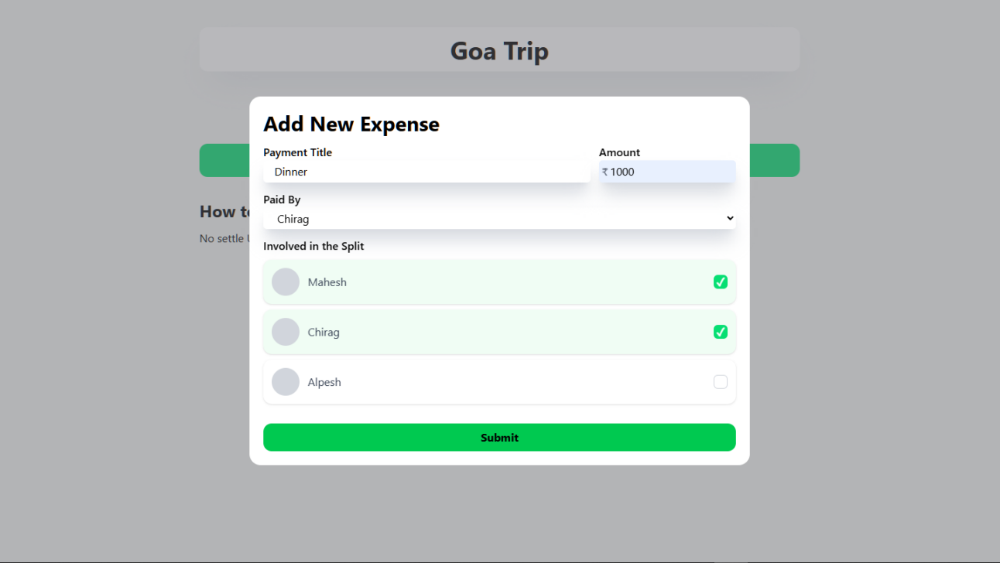 Goa Trip
Add New Expense
Payment Title Amount
Dinner ₹ 1000
Paid By
Chirag
How
No settle
Involved in the Split
Mahesh
Chirag
Alpesh
Submit